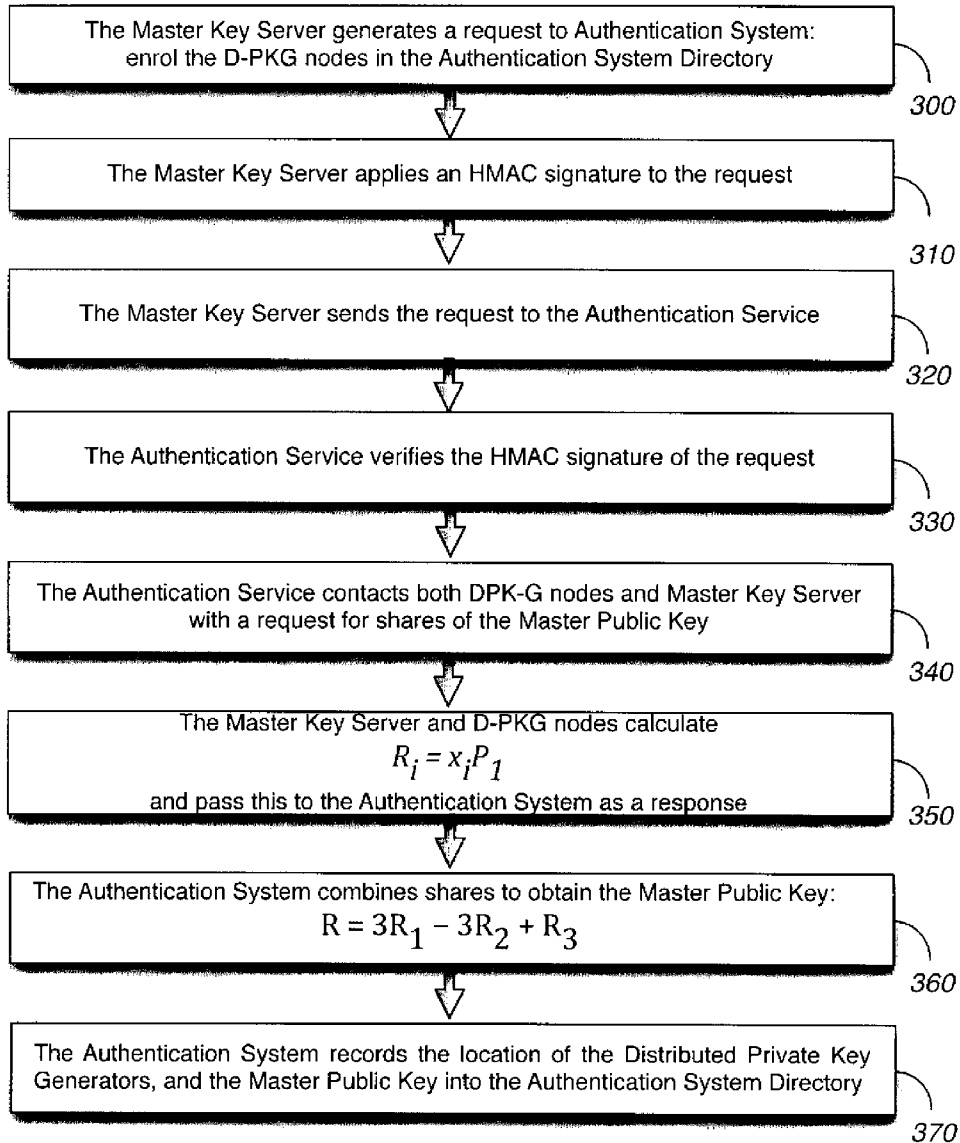 The Master Key Server generates a request to Authentication System:
enrol the D-PKG nodes in the Authentication System Directory
300
The Master Key Server applies an HMAC signature to the request
310
The Master Key Server sends the request to the Authentication Service
320
The Authentication Service verifies the HMAC signature of the request
330
The Authentication Service contacts both DPK-G nodes and Master Key Server
with a request for shares of the Master Public Key
340
The Master Key Server and D-PKG nodes calculate
R_i = x_i P_1
and pass this to the Authentication System as a response
350
The Authentication System combines shares to obtain the Master Public Key:
R = 3R_1 – 3R_2 + R_3
360
The Authentication System records the location of the Distributed Private Key
Generators, and the Master Public Key into the Authentication System Directory
370